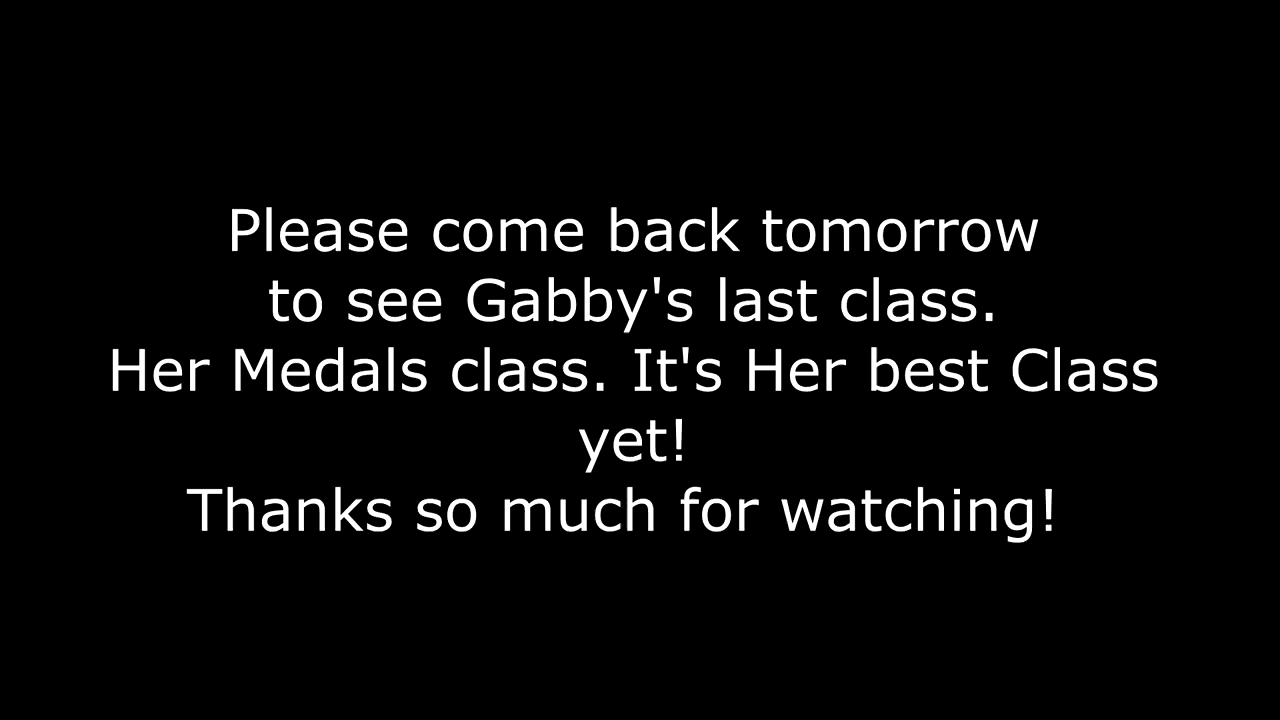 Please come back tomorrow
to see Gabby's last class.
Her Medals class. It's Her best Class
yet!
Thanks so much for watching!